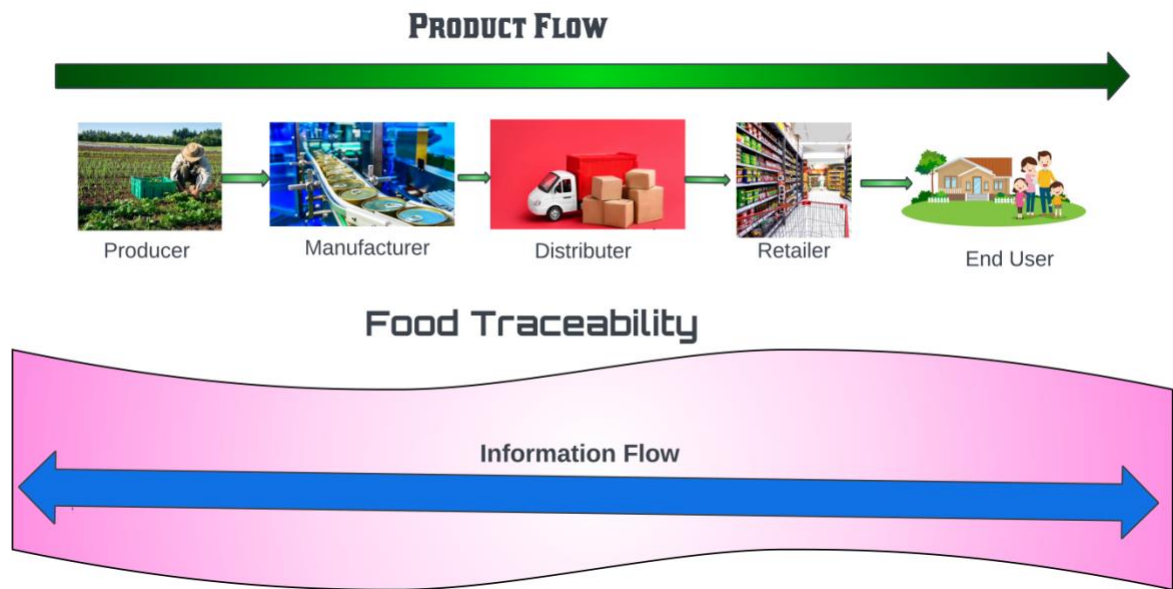 PRODUCT FLOW
Producer
Manufacturer
Distributer
Retailer
End User
Food Traceability
Information Flow